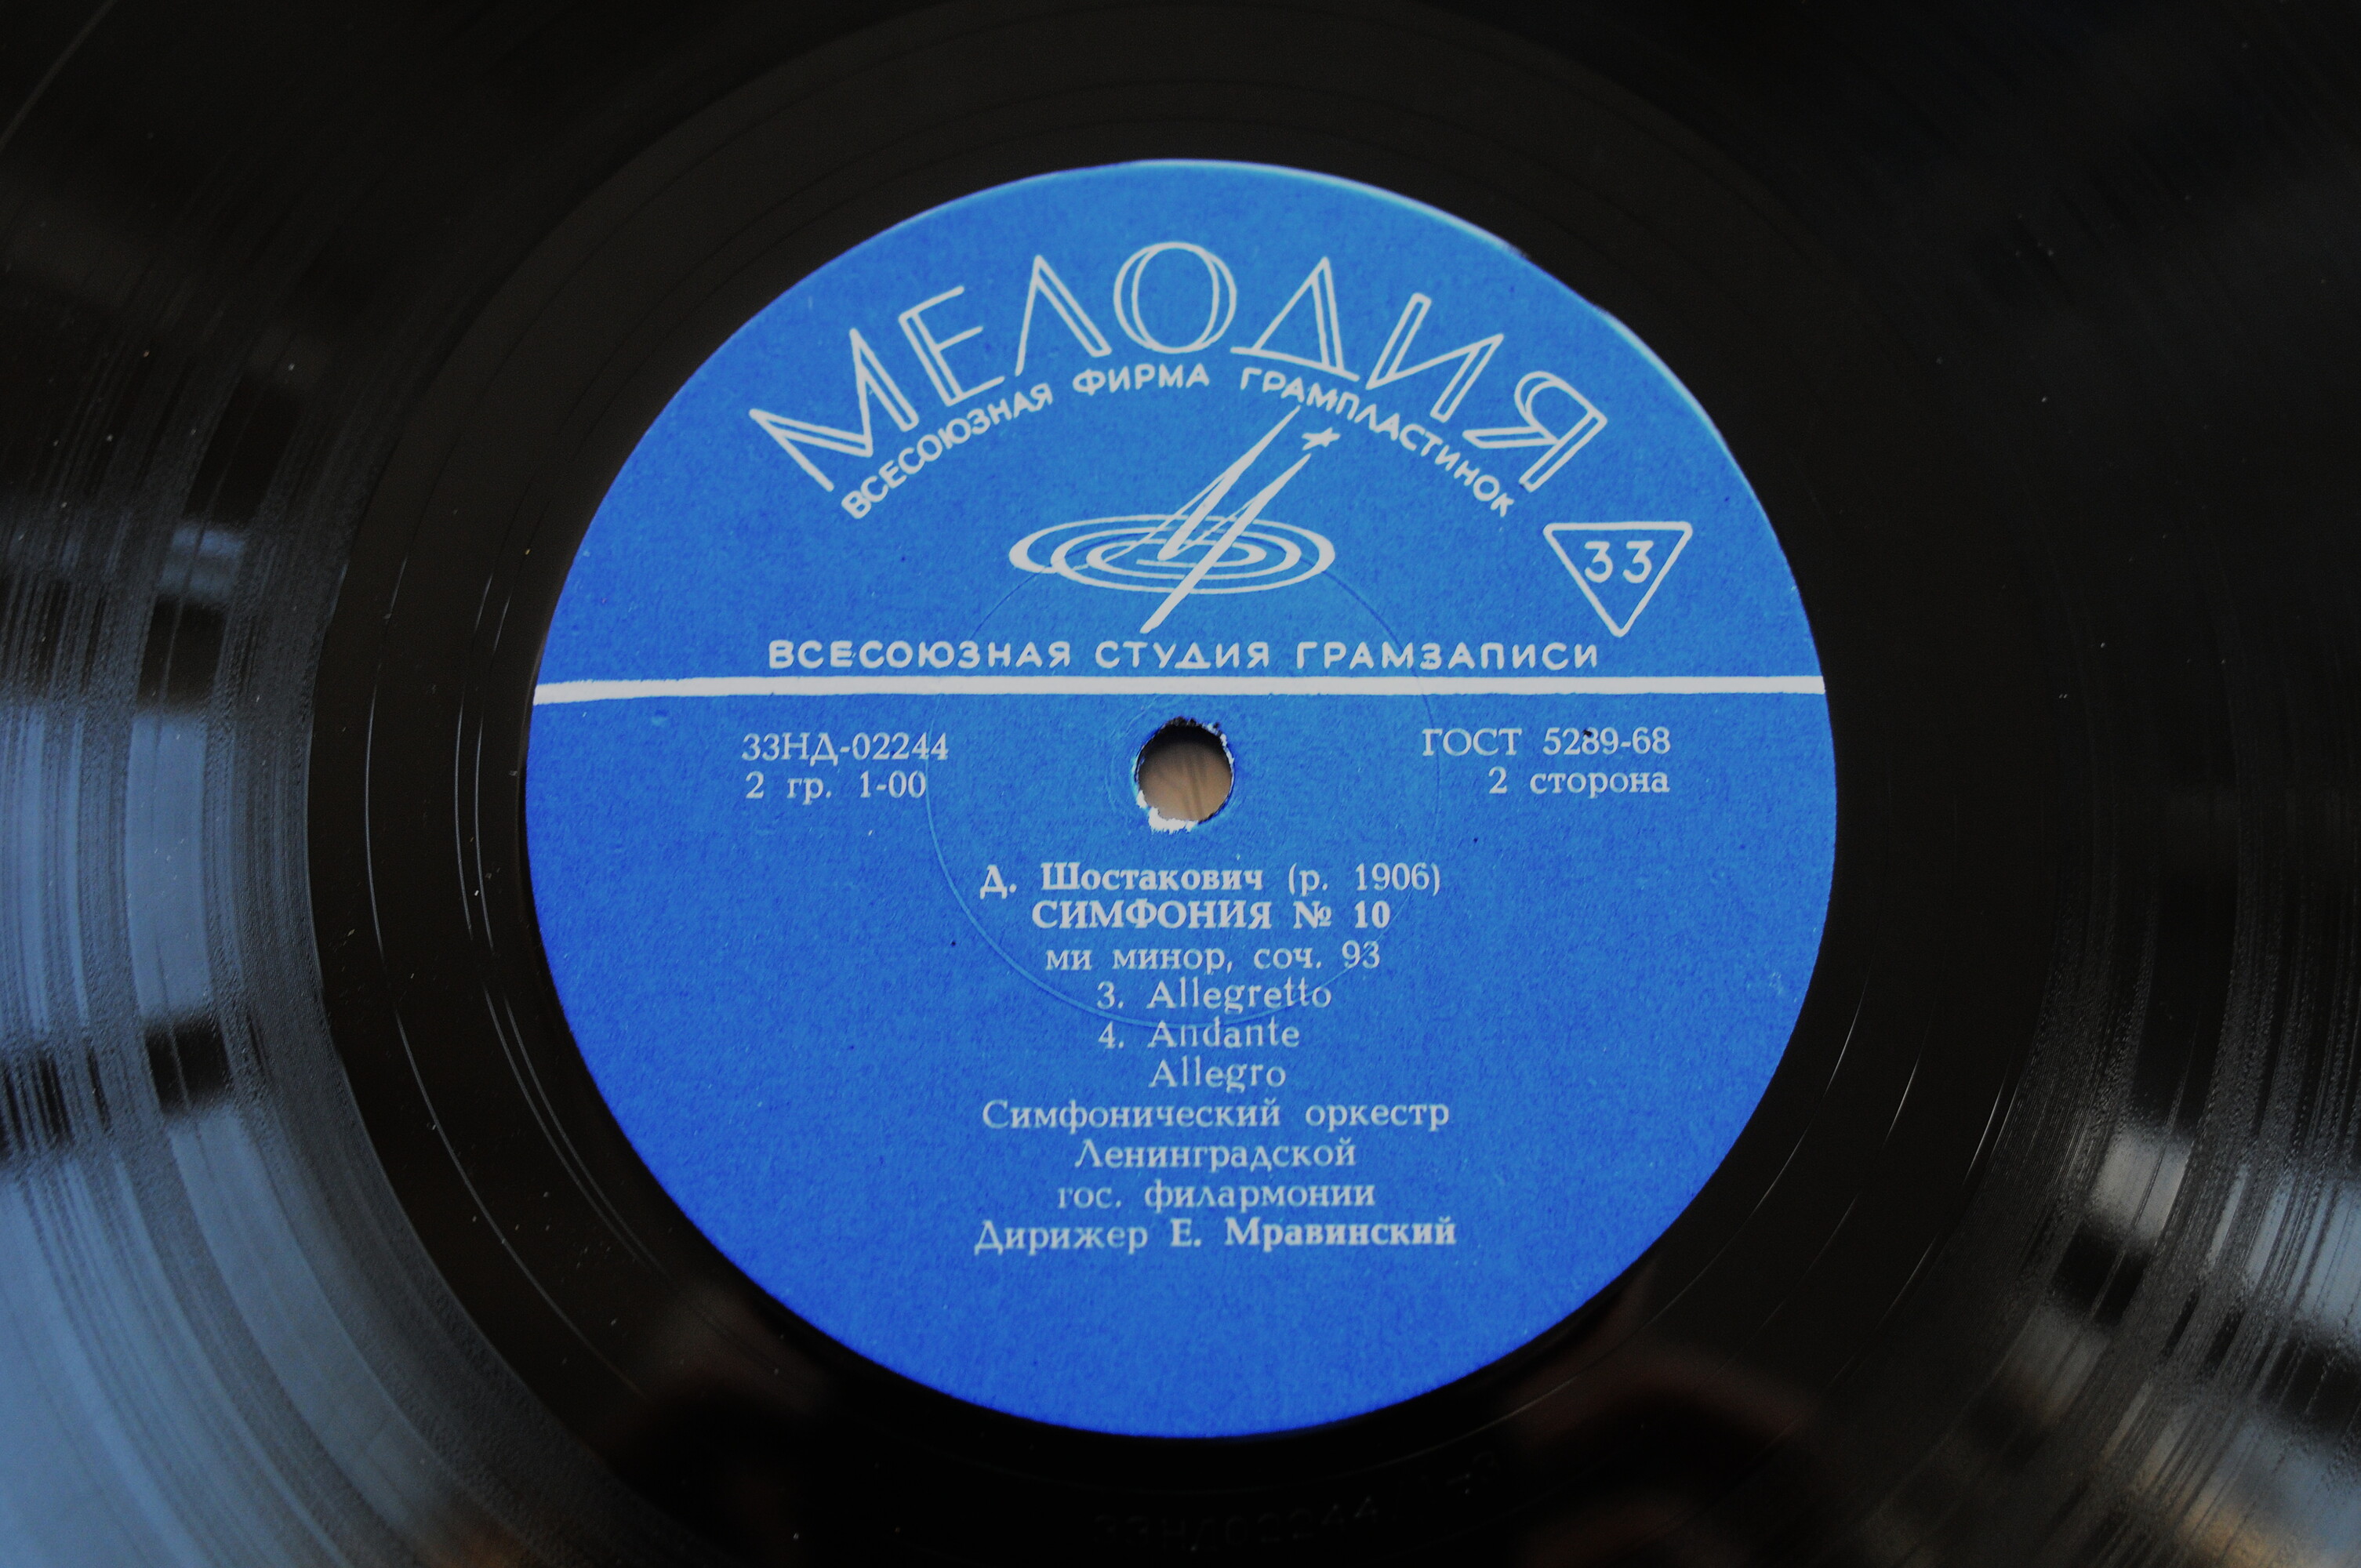 МЕЛОДИЯ
ВСЕСОЮЗНАЯ ФИРМА ГРАМПЛАСТИНОК
33
ВСЕСОЮЗНАЯ СТУДИЯ ГРАМЗАПИСИ
33НД-02244
2 гр. 1-00
ГОСТ 5289-68
2 сторона
Д. Шостакович (р. 1906)
СИМФОНИЯ № 10
ми минор, соч. 93
3. Allegretto
4. Andante
Allegro
Симфонический оркестр
Ленинградской
гос. филармонии
Дирижер Е. Мравинский
33НД02244